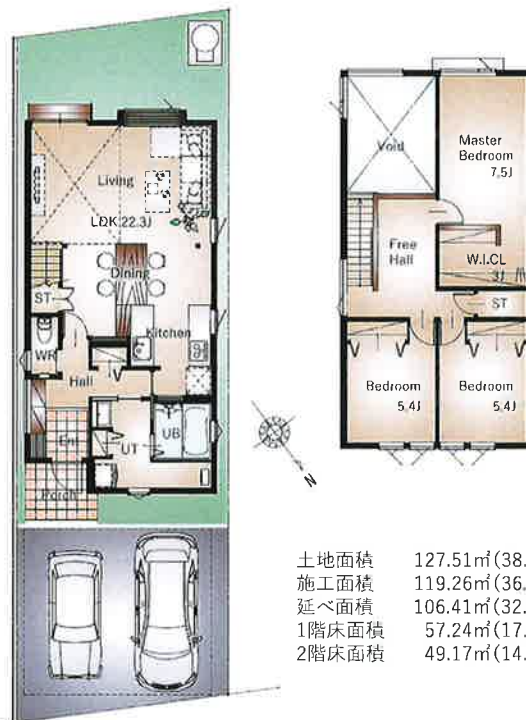 Living
LDK 22.3J
Dining
ST
Kitchen
WR
Hall
Ent
UT
UB
Porch
Void
Master
Bedroom
7.5J
Free
Hall
W.I.CL
3J
ST
Bedroom
5.4J
Bedroom
5.4J
N
土地面積 127.51㎡(38.
施工面積 119.26㎡(36.
延べ面積 106.41㎡(32.
1階床面積 57.24㎡(17.
2階床面積 49.17㎡(14.